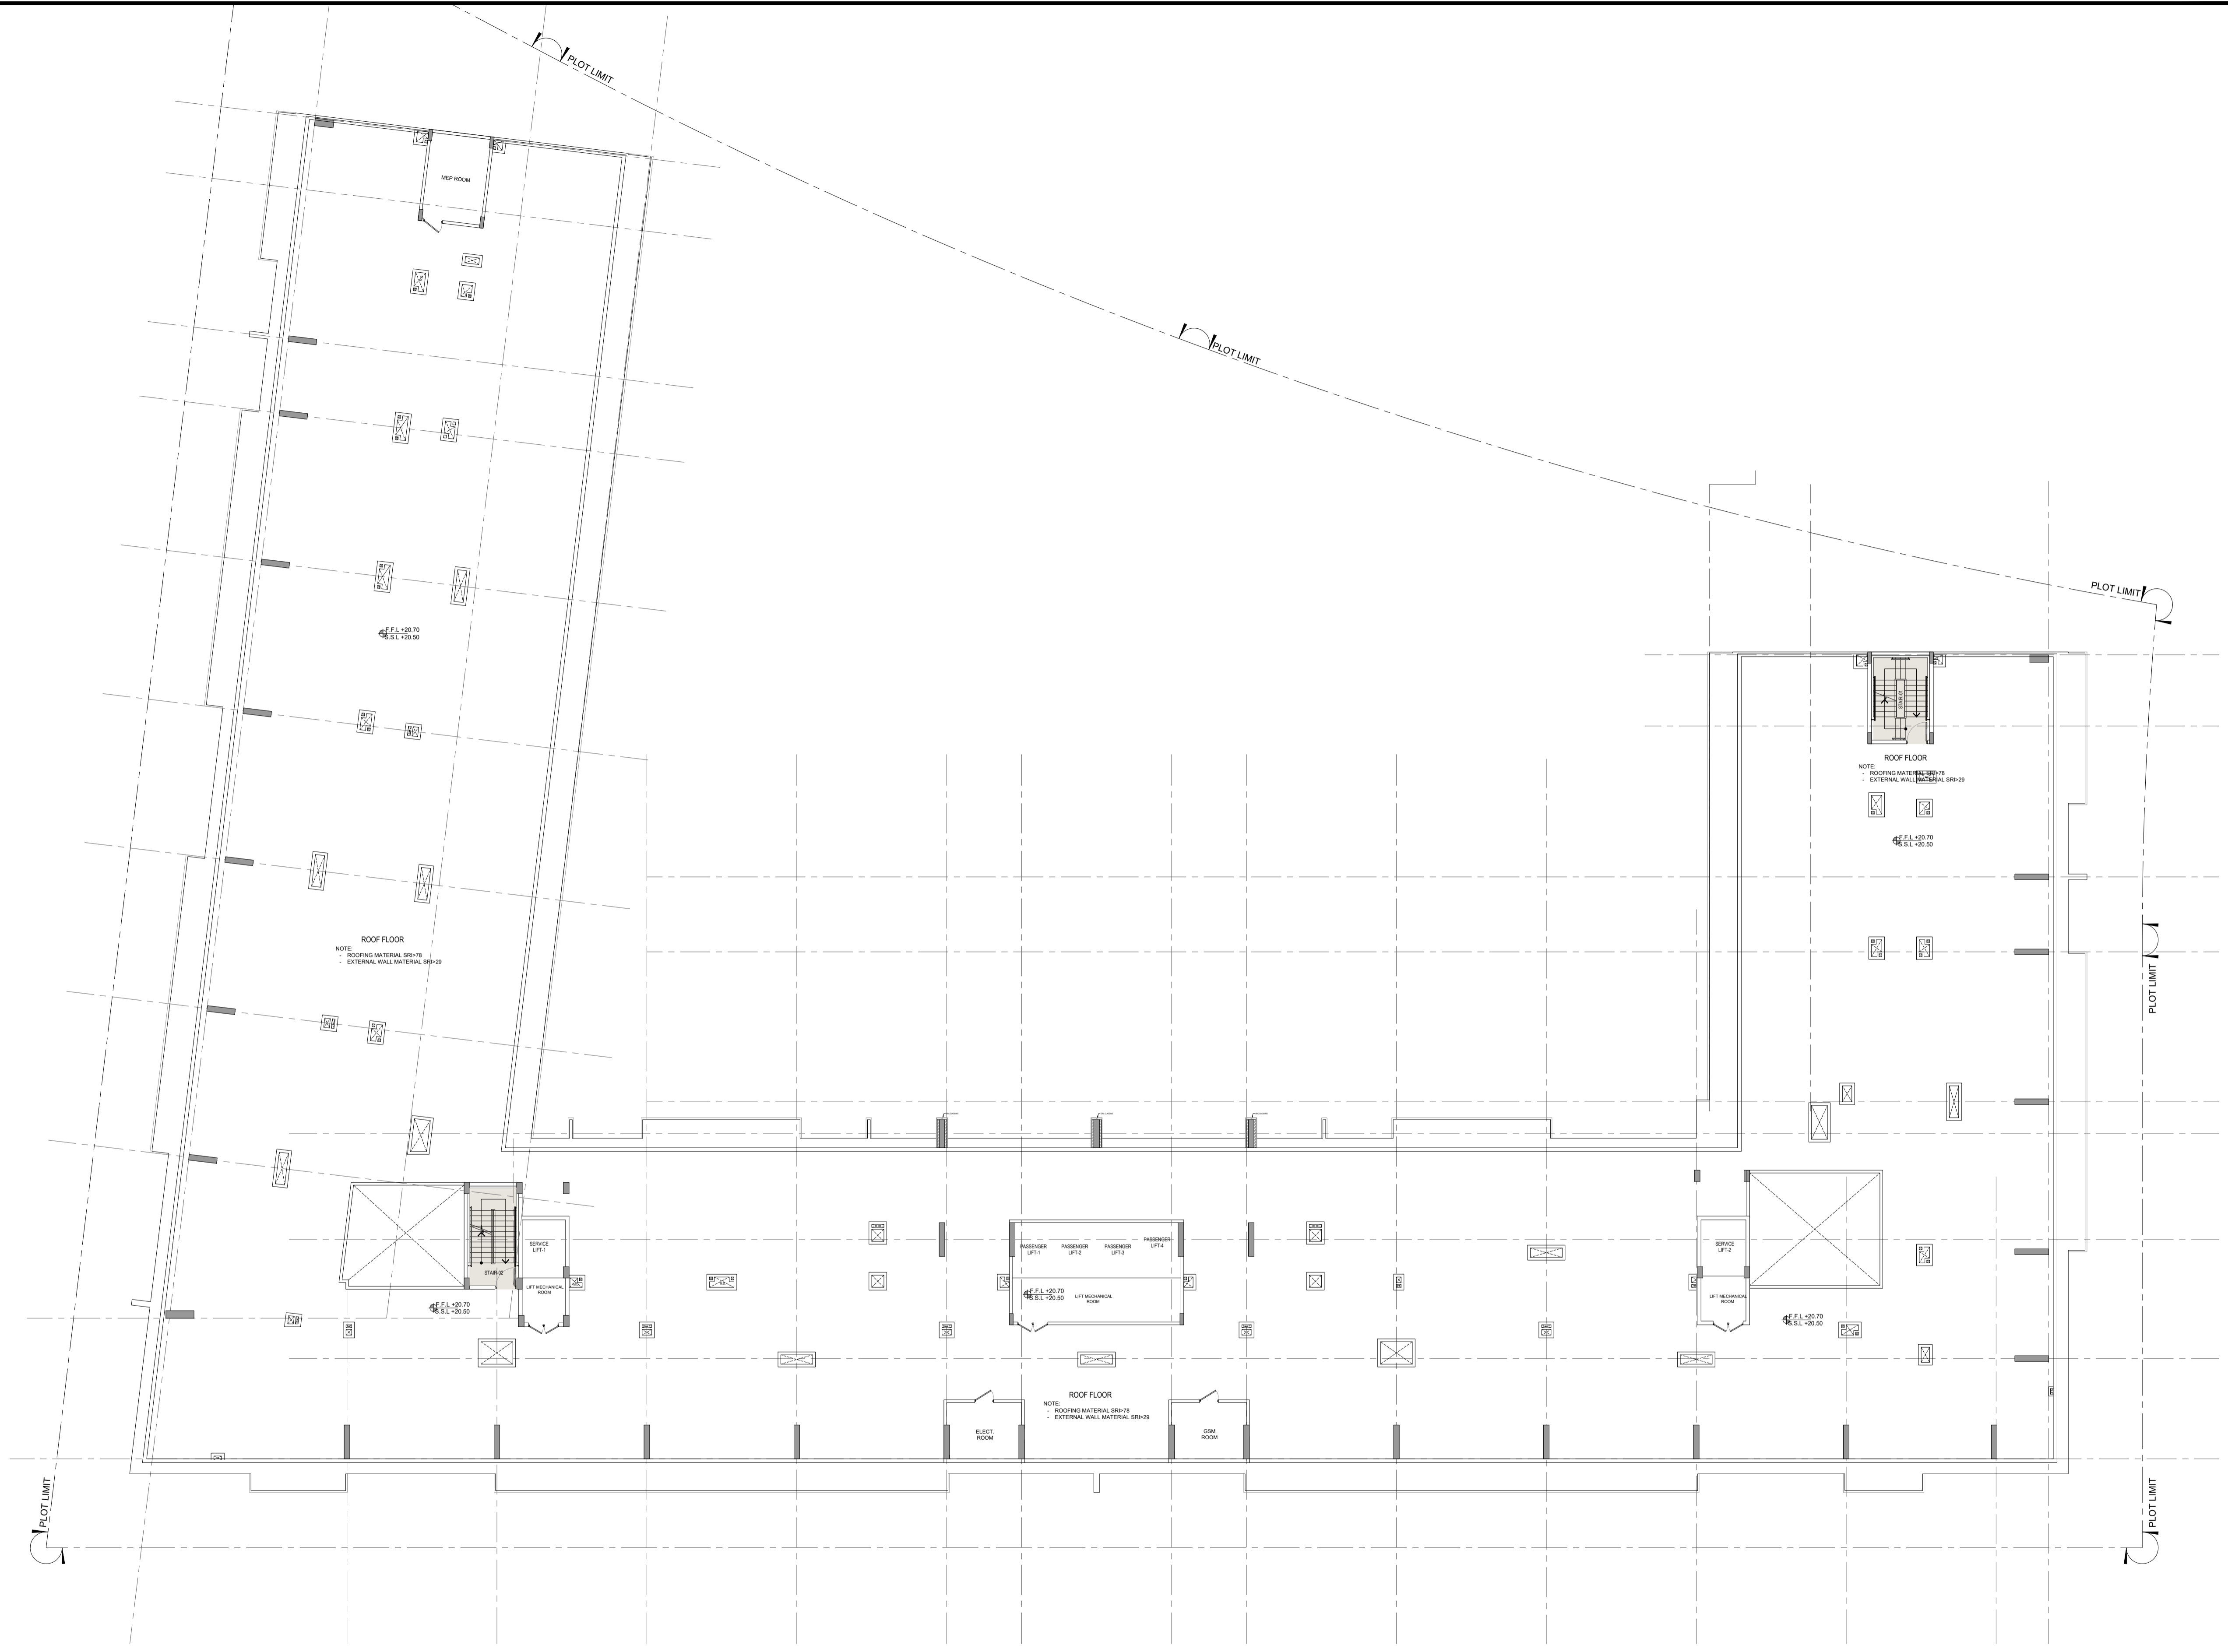 PLOT LIMIT
MEP ROOM
PLOT LIMIT
PLOT LIMIT
F.F.L +20.70
S.S.L +20.50
STAIR-01
ROOF FLOOR
NOTE:
- ROOFING MATERIAL SRI>78
- EXTERNAL WALL MATERIAL SRI>29
F.F.L +20.70
S.S.L +20.50
ROOF FLOOR
NOTE:
- ROOFING MATERIAL SRI>78
- EXTERNAL WALL MATERIAL SRI>29
PLOT LIMIT
SERVICE
LIFT-1
STAIR-02
LIFT MECHANICAL
ROOM
F.F.L +20.70
S.S.L +20.50
PASSENGER
LIFT-1
PASSENGER
LIFT-2
PASSENGER
LIFT-3
PASSENGER
LIFT-4
F.F.L +20.70
S.S.L +20.50
LIFT MECHANICAL
ROOM
SERVICE
LIFT-2
LIFT MECHANICAL
ROOM
F.F.L +20.70
S.S.L +20.50
ROOF FLOOR
NOTE:
- ROOFING MATERIAL SRI>78
- EXTERNAL WALL MATERIAL SRI>29
ELECT.
ROOM
GSM
ROOM
PLOT LIMIT
PLOT LIMIT